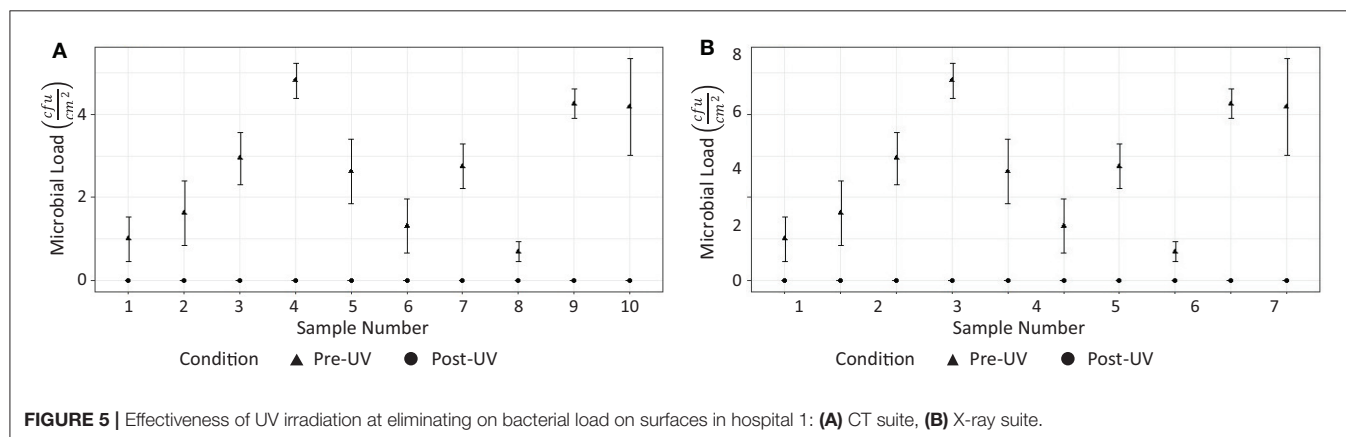 A
Microbial Load (cfu/cm²)
4
2
0
1 2 3 4 5 6 7 8 9 10
Sample Number
Condition ▲ Pre-UV ● Post-UV
B
Microbial Load (cfu/cm²)
8
6
4
2
0
1 2 3 4 5 6 7
Sample Number
Condition ▲ Pre-UV ● Post-UV
FIGURE 5 | Effectiveness of UV irradiation at eliminating on bacterial load on surfaces in hospital 1: (A) CT suite, (B) X-ray suite.